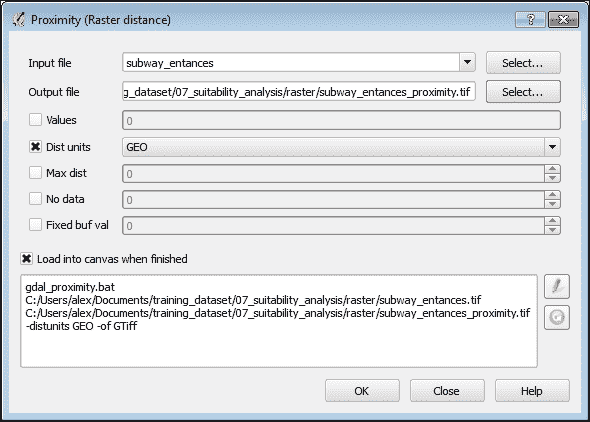 Proximity (Raster distance)
Input file subway_entances Select...
Output file g_dataset/07_suitability_analysis/raster/subway_entances_proximity.tif Select...
Values 0
Dist units GEO
Max dist 0
No data 0
Fixed buf val 0
Load into canvas when finished
gdal_proximity.bat
C:/Users/alex/Documents/training_dataset/07_suitability_analysis/raster/subway_entances.tif
C:/Users/alex/Documents/training_dataset/07_suitability_analysis/raster/subway_entances_proximity.tif
-distunits GEO -of GTiff
OK Close Help